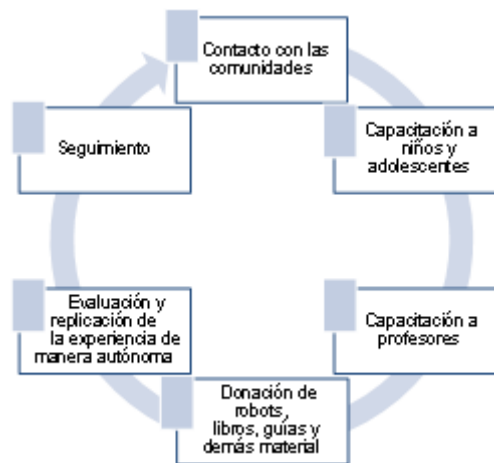 Contacto con las
comunidades
Capacitación a
niños y
adolescentes
Capacitación a
profesores
Donación de
robots,
libros, guías y
demás material
Evaluación y
replicación de
la experiencia de
manera autónoma
Seguimiento